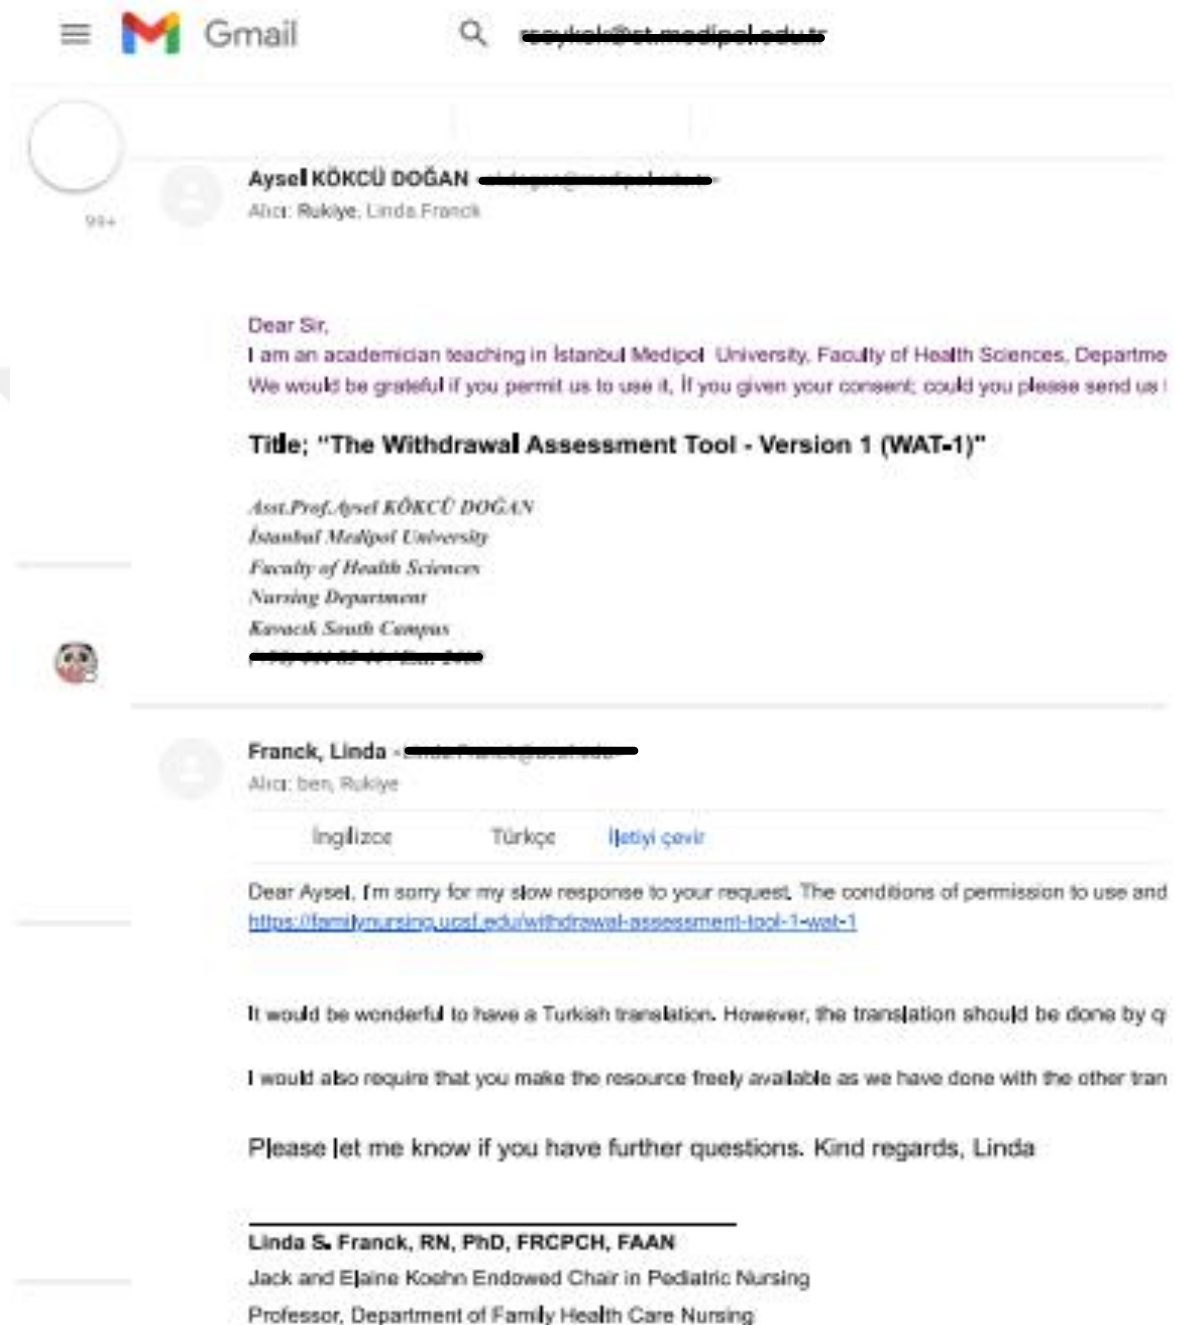 Gmail
Aysel KÖKCÜ DOĞAN
99+
Alıcı: Rukiye, Linda.Franck
Dear Sir,
I am an academician teaching in İstanbul Medipol University, Faculty of Health Sciences, Departme
We would be grateful if you permit us to use it, İf you given your consent; could you please send us
Title; "The Withdrawal Assessment Tool - Version 1 (WAT-1)"
Asst.Prof.Aysel KÖKCÜ DOĞAN
İstanbul Medipol University
Faculty of Health Sciences
Nursing Department
Kavacık South Campus
Franck, Linda
Alıcı: ben, Rukiye
İngilizce Türkçe İletiyi çevir
Dear Aysel, I'm sorry for my slow response to your request. The conditions of permission to use and
https://familynursing.ucsf.edu/withdrawal-assessment-tool-1-wat-1
It would be wonderful to have a Turkish translation. However, the translation should be done by q
I would also require that you make the resource freely available as we have done with the other tran
Please let me know if you have further questions. Kind regards, Linda
Linda S. Franck, RN, PhD, FRCPCH, FAAN
Jack and Elaine Koehn Endowed Chair in Pediatric Nursing
Professor, Department of Family Health Care Nursing